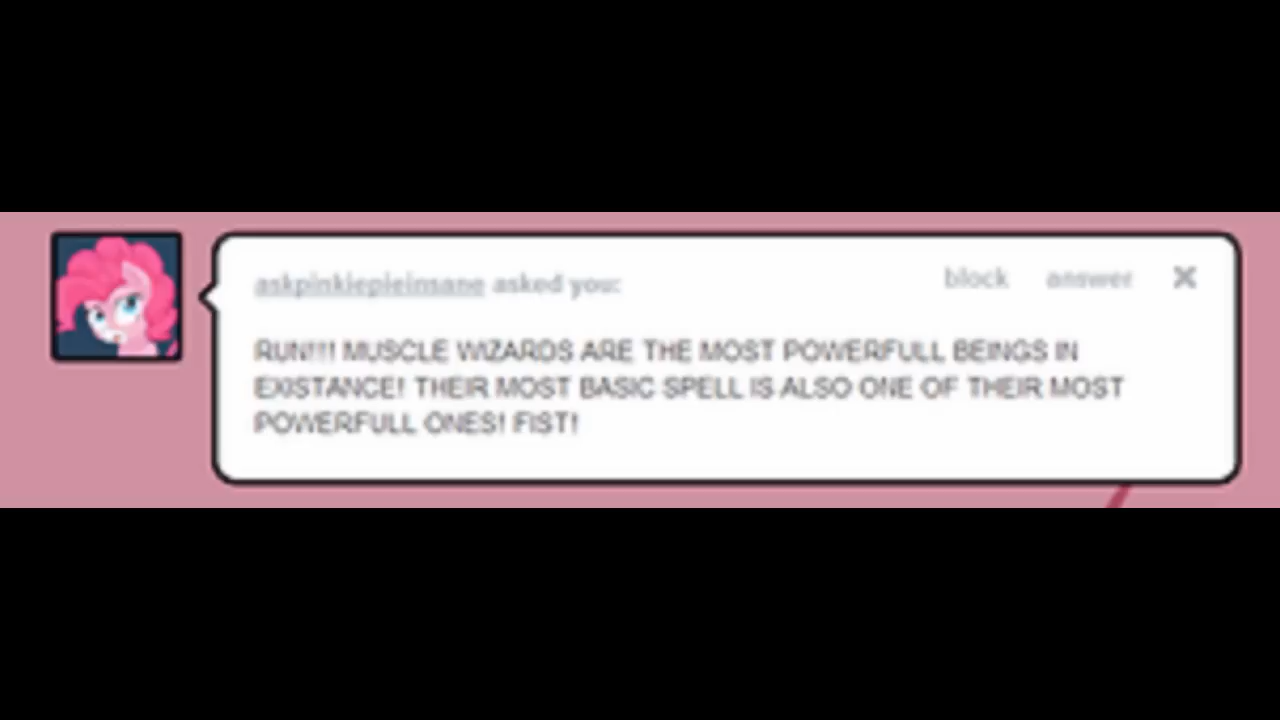 askpinkiepieinsane asked you:
block answer X
RUN!!! MUSCLE WIZARDS ARE THE MOST POWERFULL BEINGS IN
EXISTANCE! THEIR MOST BASIC SPELL IS ALSO ONE OF THEIR MOST
POWERFULL ONES! FIST!